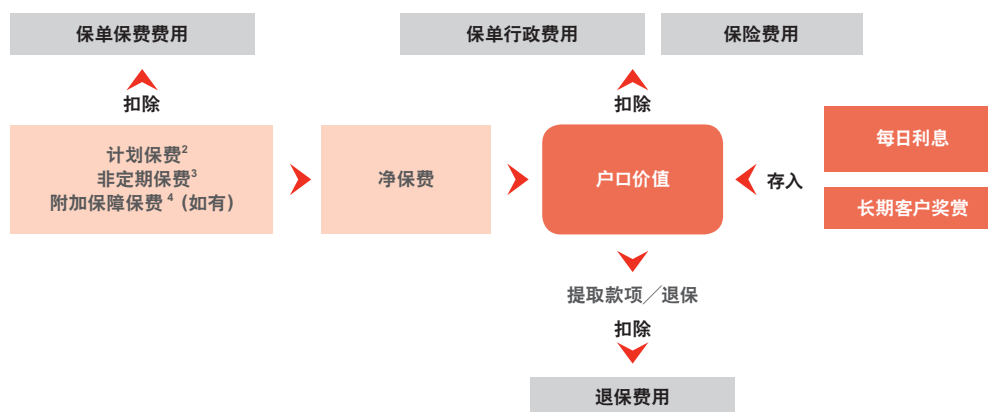 保单保费费用
保单行政费用
保险费用
扣除
扣除
计划保费²
非定期保费³
附加保障保费⁴（如有）
净保费
户口价值
存入
每日利息
长期客户奖赏
提取款项／退保
扣除
退保费用